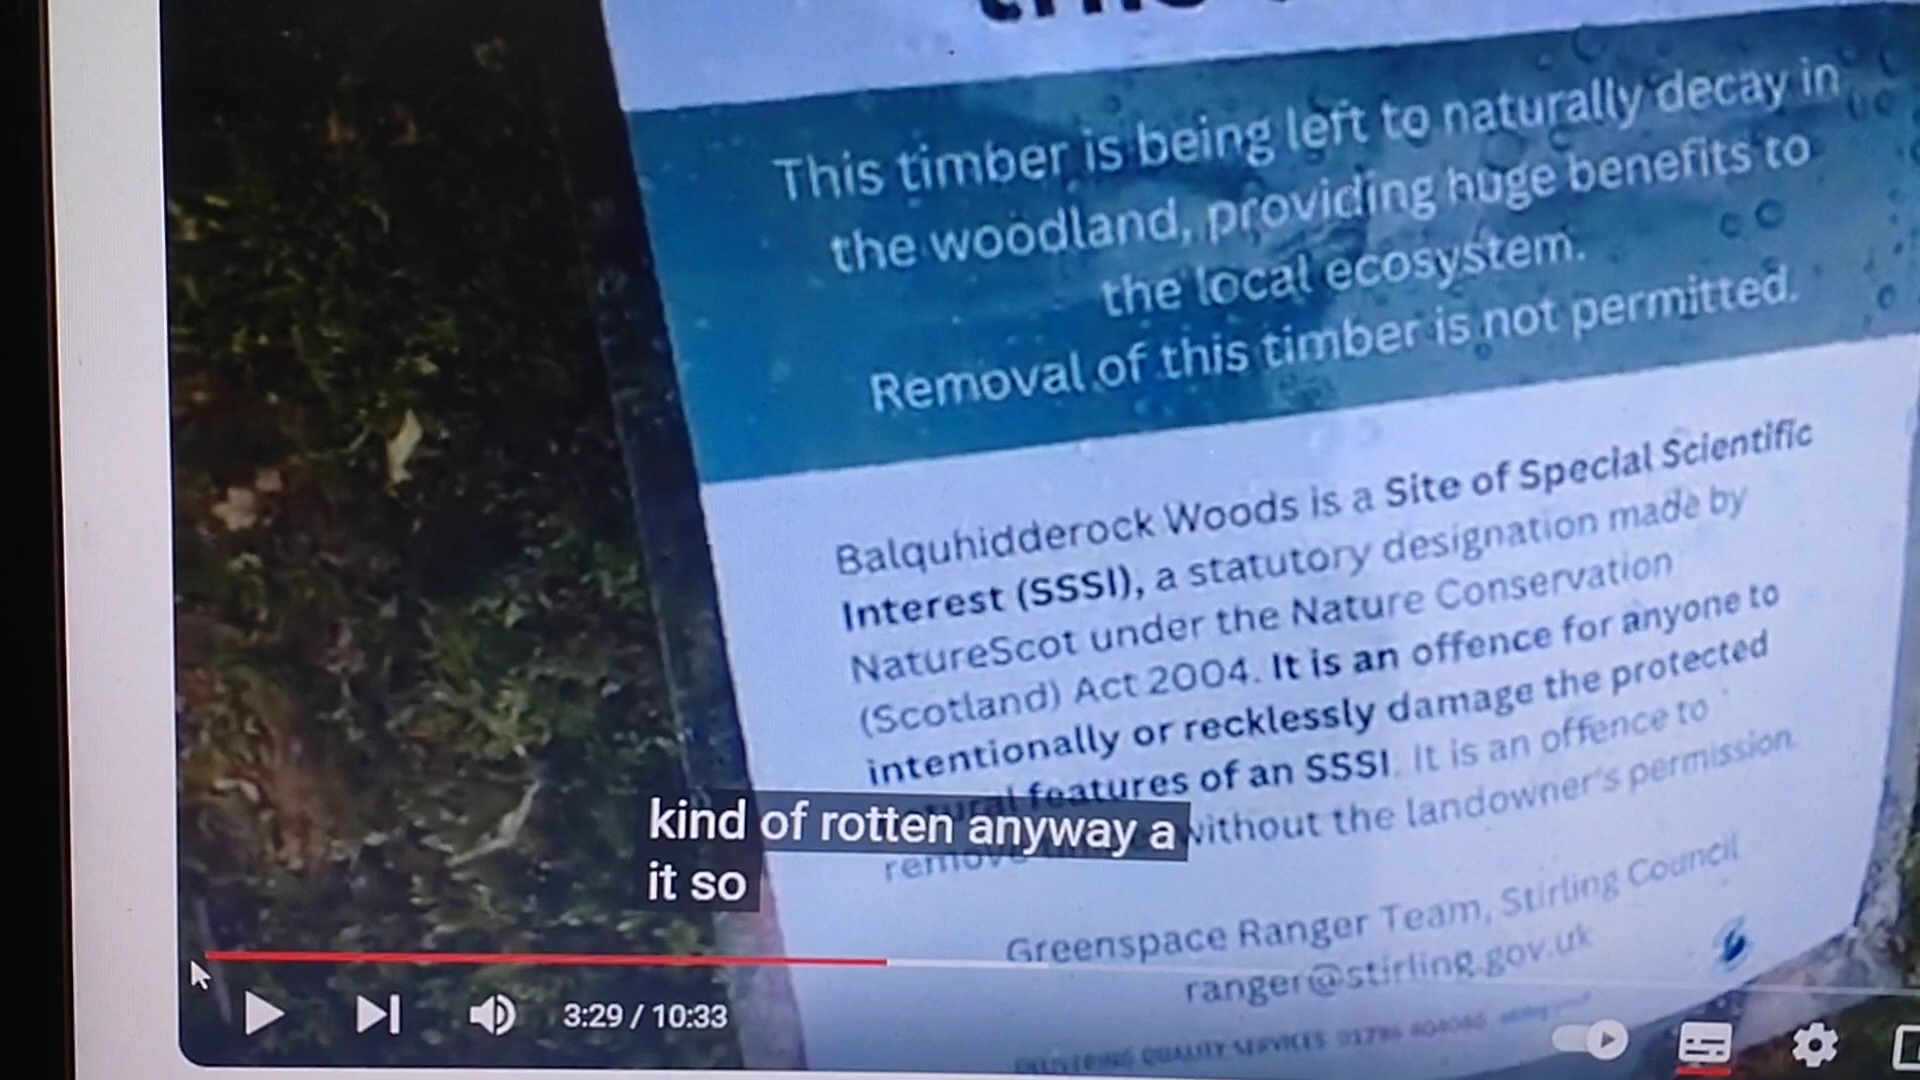 This timber is being left to naturally decay in
the woodland, providing huge benefits to
the local ecosystem.
Removal of this timber is not permitted.
Balquhidderock Woods is a Site of Special Scientific
Interest (SSSI), a statutory designation made by
NatureScot under the Nature Conservation
(Scotland) Act 2004. It is an offence for anyone to
intentionally or recklessly damage the protected
natural features of an SSSI. It is an offence to
without the landowner's permission.
kind of rotten anyway a
it so
Greenspace Ranger Team, Stirling Council
ranger@stirling.gov.uk
DELIVERING QUALITY SERVICES
3:29 / 10:33